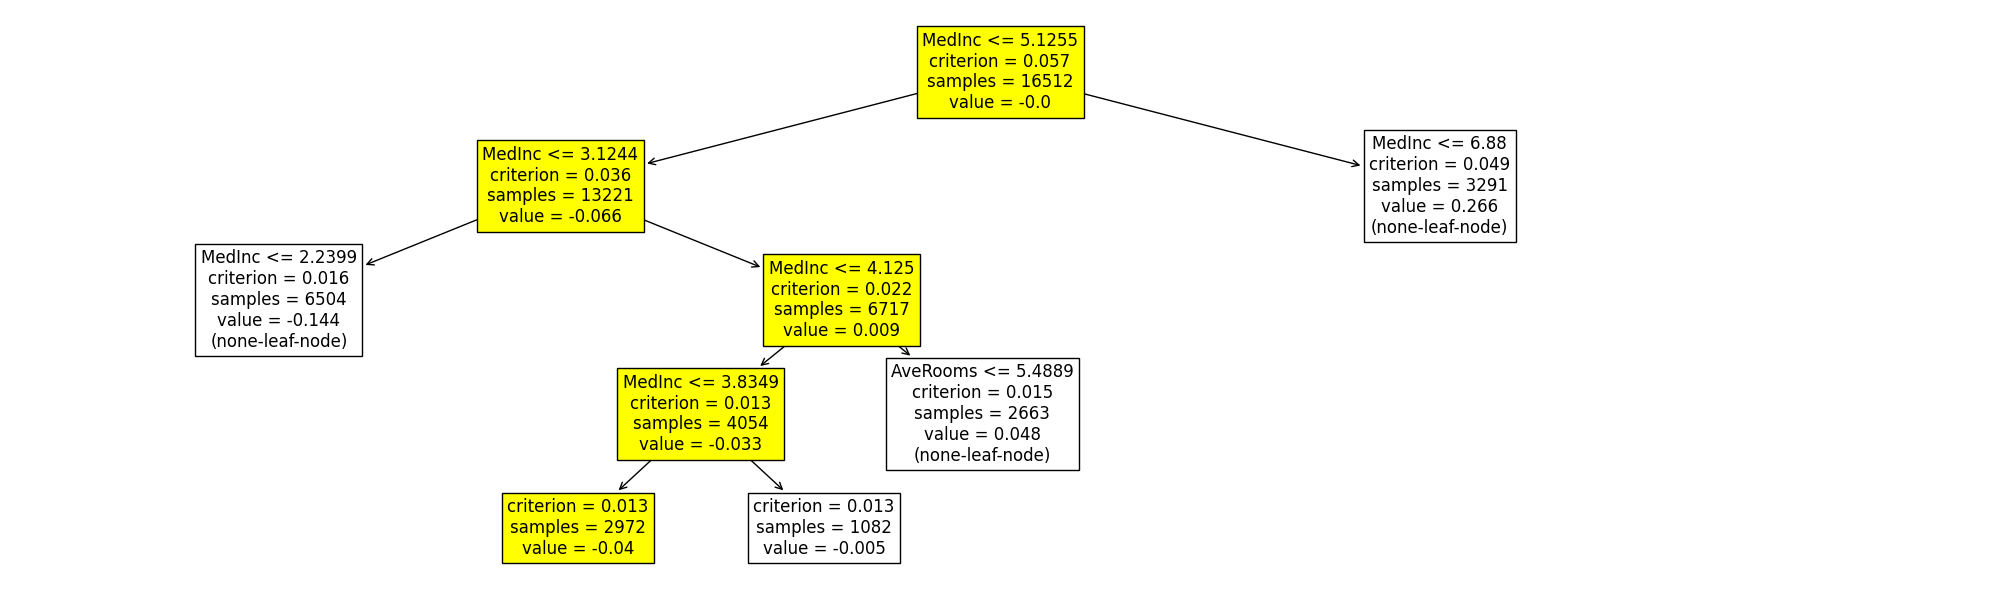 MedInc <= 5.1255
criterion = 0.057
samples = 16512
value = -0.0
MedInc <= 3.1244
criterion = 0.036
samples = 13221
value = -0.066
MedInc <= 6.88
criterion = 0.049
samples = 3291
value = 0.266
(none-leaf-node)
MedInc <= 2.2399
criterion = 0.016
samples = 6504
value = -0.144
(none-leaf-node)
MedInc <= 4.125
criterion = 0.022
samples = 6717
value = 0.009
MedInc <= 3.8349
criterion = 0.013
samples = 4054
value = -0.033
AveRooms <= 5.4889
criterion = 0.015
samples = 2663
value = 0.048
(none-leaf-node)
criterion = 0.013
samples = 2972
value = -0.04
criterion = 0.013
samples = 1082
value = -0.005